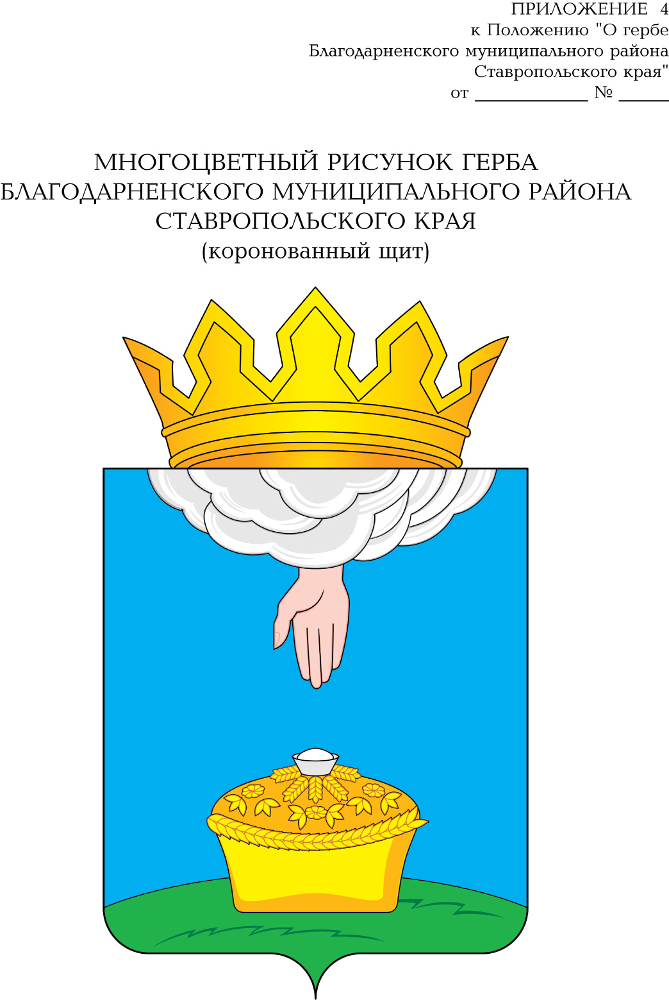 ПРИЛОЖЕНИЕ 4
к Положению "О гербе
Благодарненского муниципального района
Ставропольского края"
от ____________ № _____
МНОГОЦВЕТНЫЙ РИСУНОК ГЕРБА
БЛАГОДАРНЕНСКОГО МУНИЦИПАЛЬНОГО РАЙОНА
СТАВРОПОЛЬСКОГО КРАЯ
(коронованный щит)